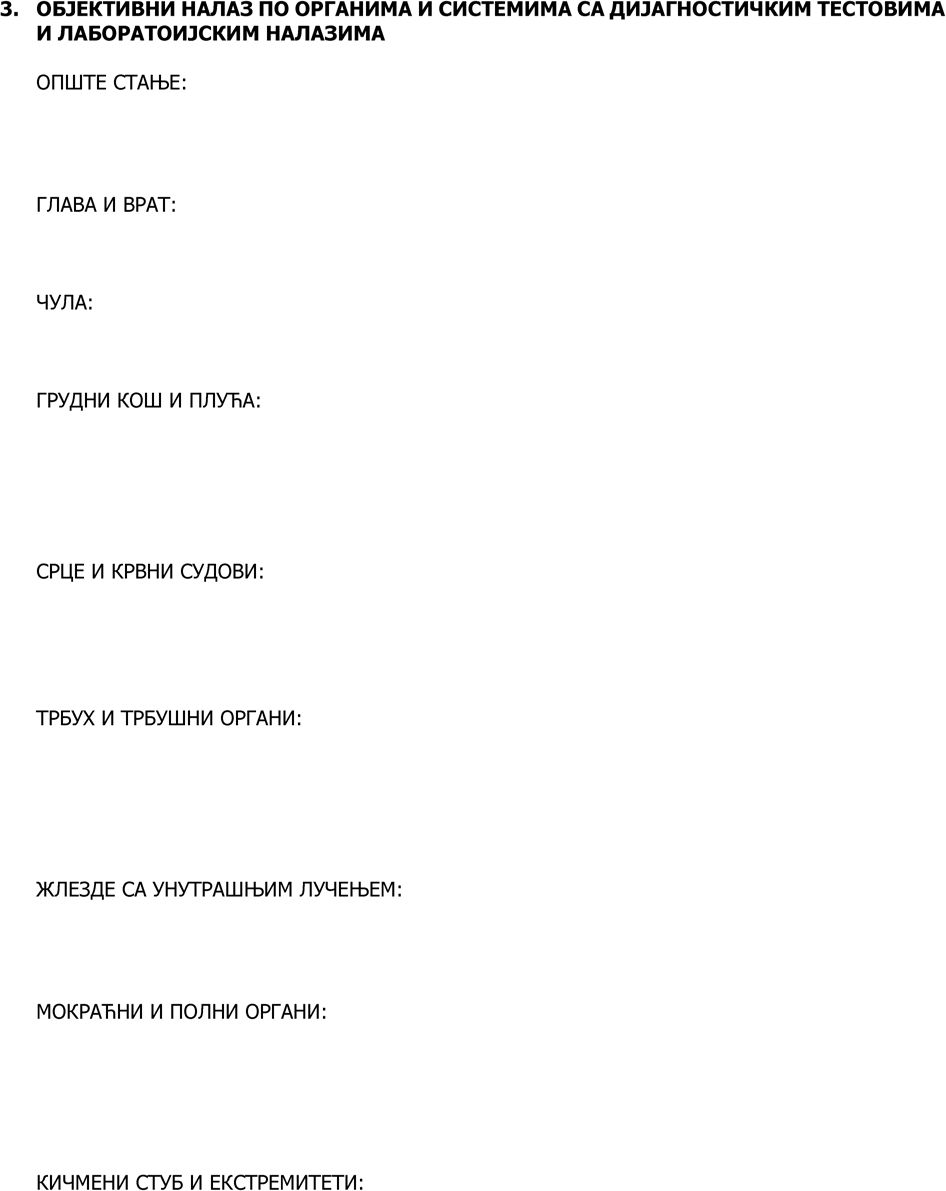 3. ОБЈЕКТИВНИ НАЛАЗ ПО ОРГАНИМА И СИСТЕМИМА СА ДИЈАГНОСТИЧКИМ ТЕСТОВИМА
И ЛАБОРАТОИЈСКИМ НАЛАЗИМА
ОПШТЕ СТАЊЕ:
ГЛАВА И ВРАТ:
ЧУЛА:
ГРУДНИ КОШ И ПЛУЋА:
СРЦЕ И КРВНИ СУДОВИ:
ТРБУХ И ТРБУШНИ ОРГАНИ:
ЖЛЕЗДЕ СА УНУТРАШЊИМ ЛУЧЕЊЕМ:
МОКРАЋНИ И ПОЛНИ ОРГАНИ:
КИЧМЕНИ СТУБ И ЕКСТРЕМИТЕТИ: